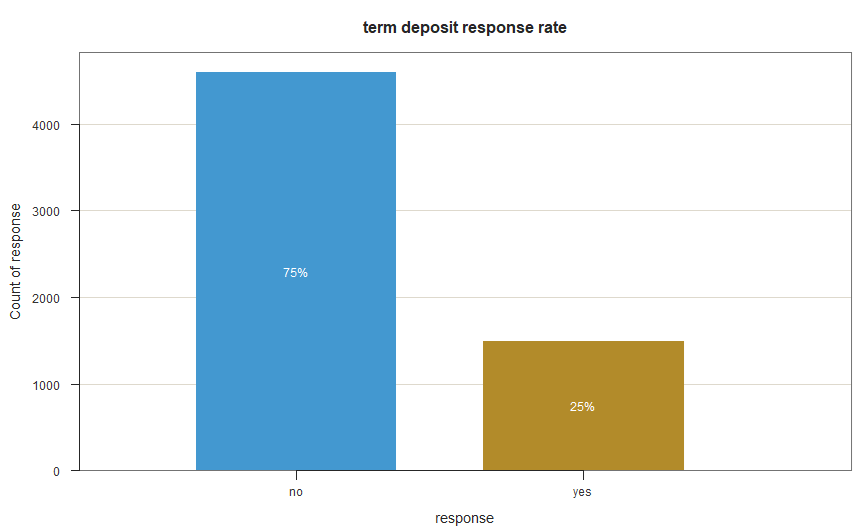 term deposit response rate
Count of response
4000
3000
2000
1000
0
75%
25%
no
yes
response